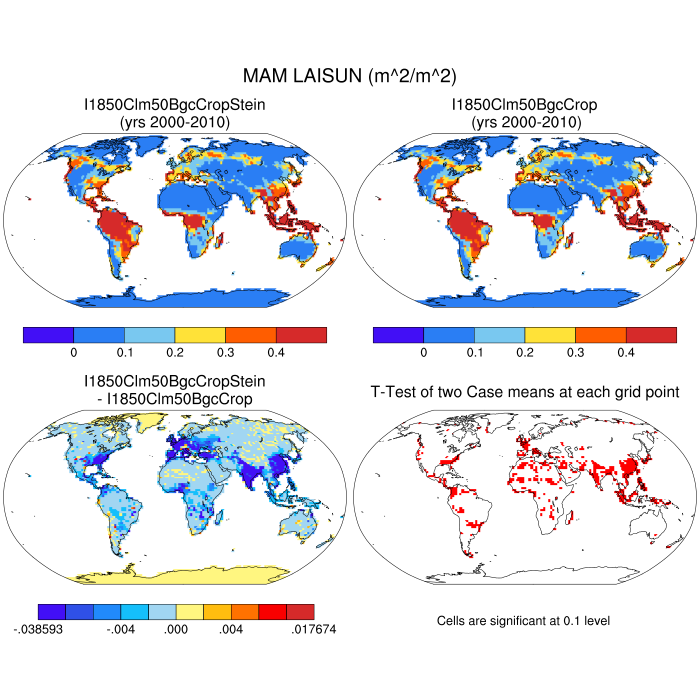 MAM LAISUN (m^2/m^2)
I1850Clm50BgcCropStein
(yrs 2000-2010)
I1850Clm50BgcCrop
(yrs 2000-2010)
0 0.1 0.2 0.3 0.4
0 0.1 0.2 0.3 0.4
I1850Clm50BgcCropStein
- I1850Clm50BgcCrop
T-Test of two Case means at each grid point
-.038593 -.004 .000 .004 .017674
Cells are significant at 0.1 level